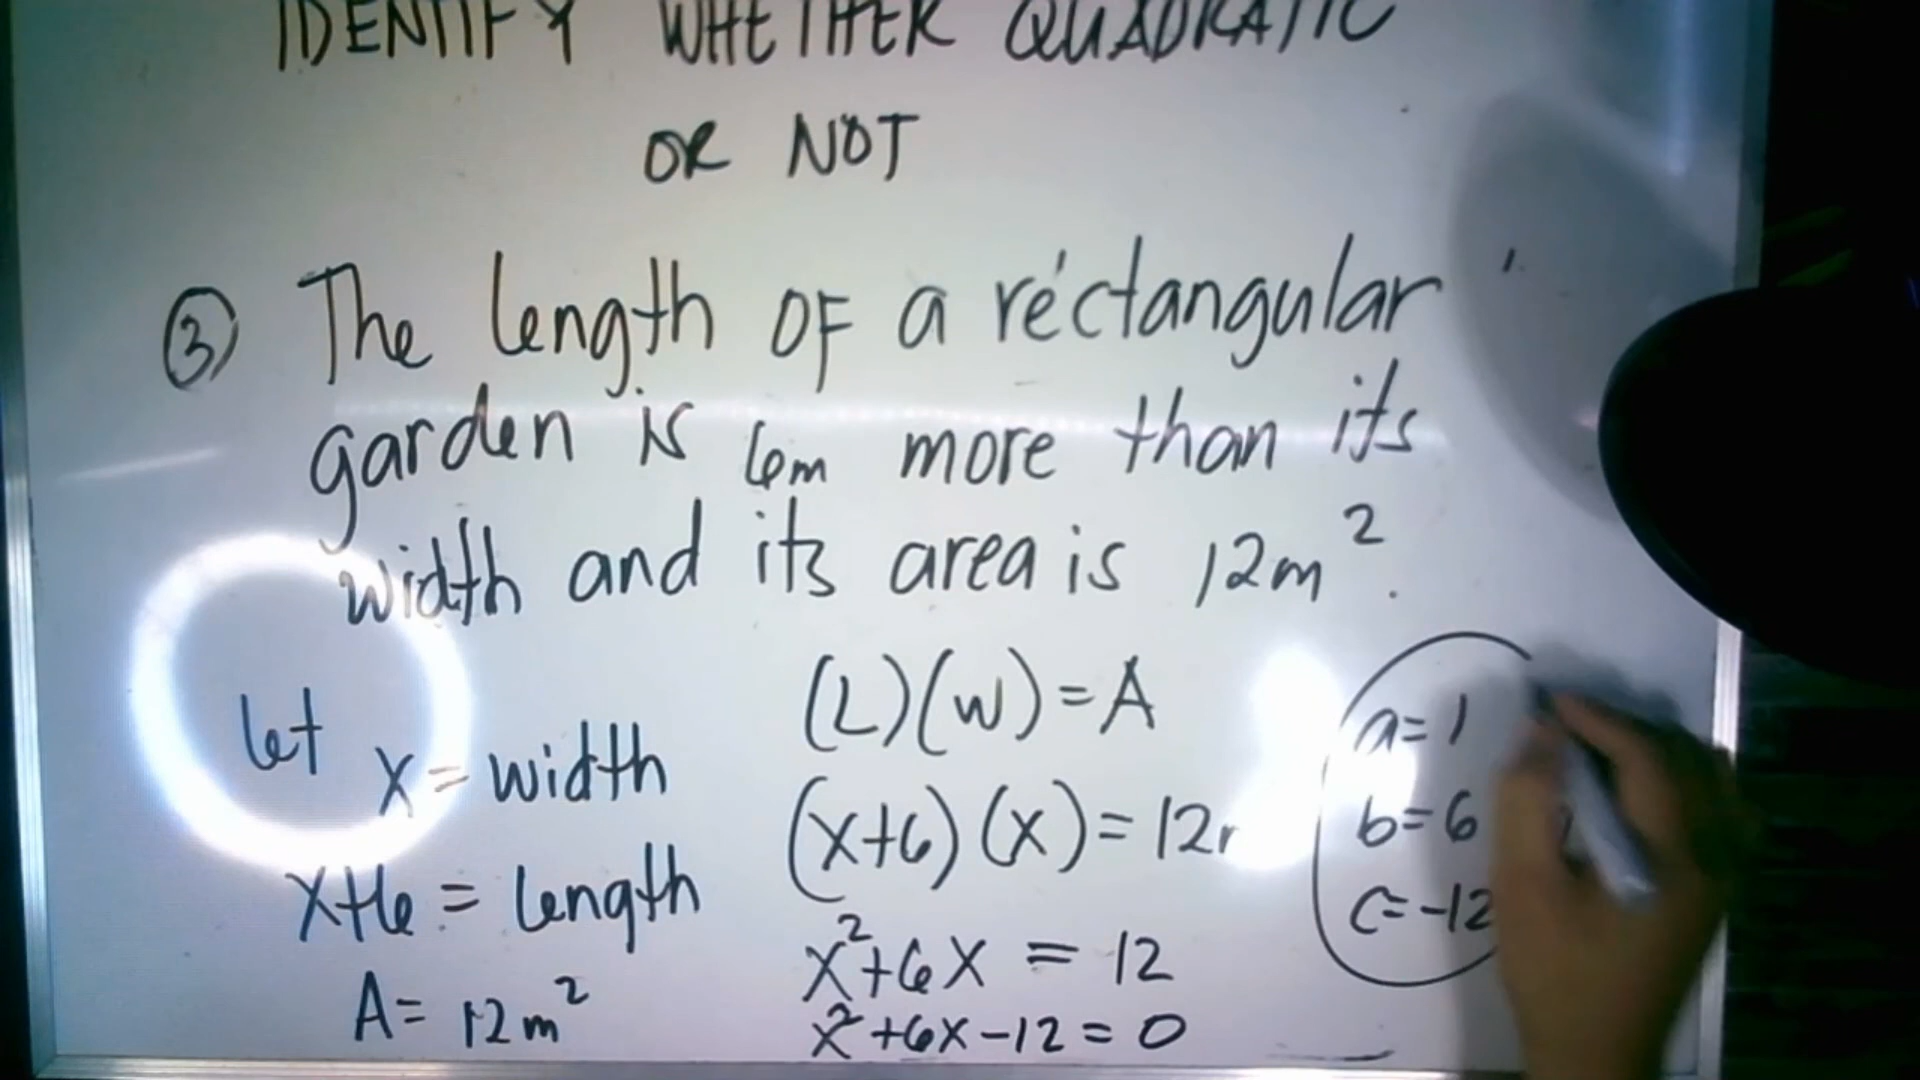 IDENTIFY WHETHER QUADRATIC
OR NOT
③ The length OF a rectangular
garden is 6m more than its
width and its area is 12m².
let x = width
x+6 = length
A = 12m²
(L)(W) = A
(x+6)(x) = 12
x²+6x = 12
x²+6x-12 = 0
a=1
b=6
c=-12